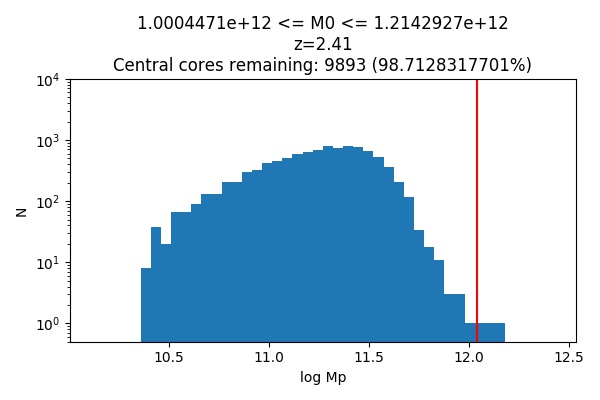 1.0004471e+12 <= M0 <= 1.2142927e+12
z=2.41
Central cores remaining: 9893 (98.7128317701%)
10^4
10^3
10^2
10^1
10^0
N
10.5 11.0 11.5 12.0 12.5
log Mp